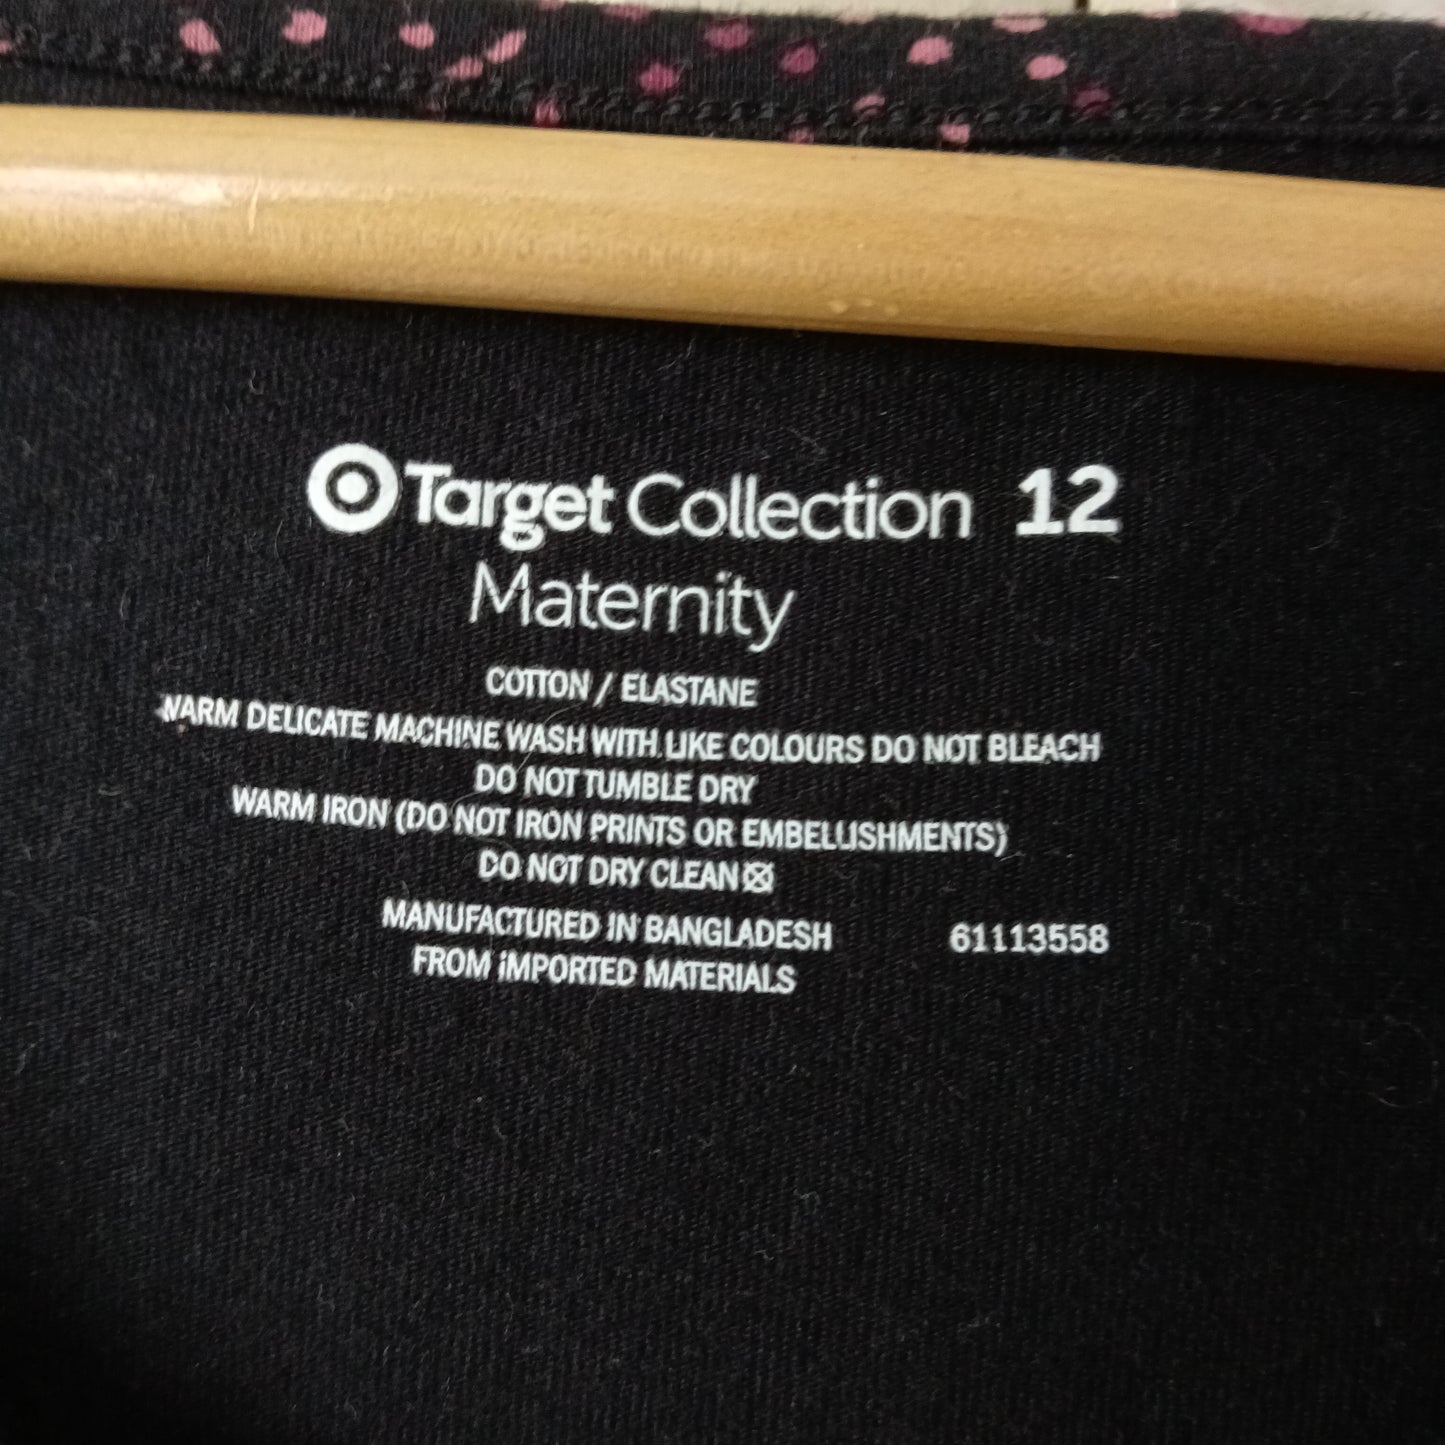 Target Collection 12
Maternity
COTTON / ELASTANE
WARM DELICATE MACHINE WASH WITH LIKE COLOURS DO NOT BLEACH
DO NOT TUMBLE DRY
WARM IRON (DO NOT IRON PRINTS OR EMBELLISHMENTS)
DO NOT DRY CLEAN
MANUFACTURED IN BANGLADESH 61113558
FROM IMPORTED MATERIALS